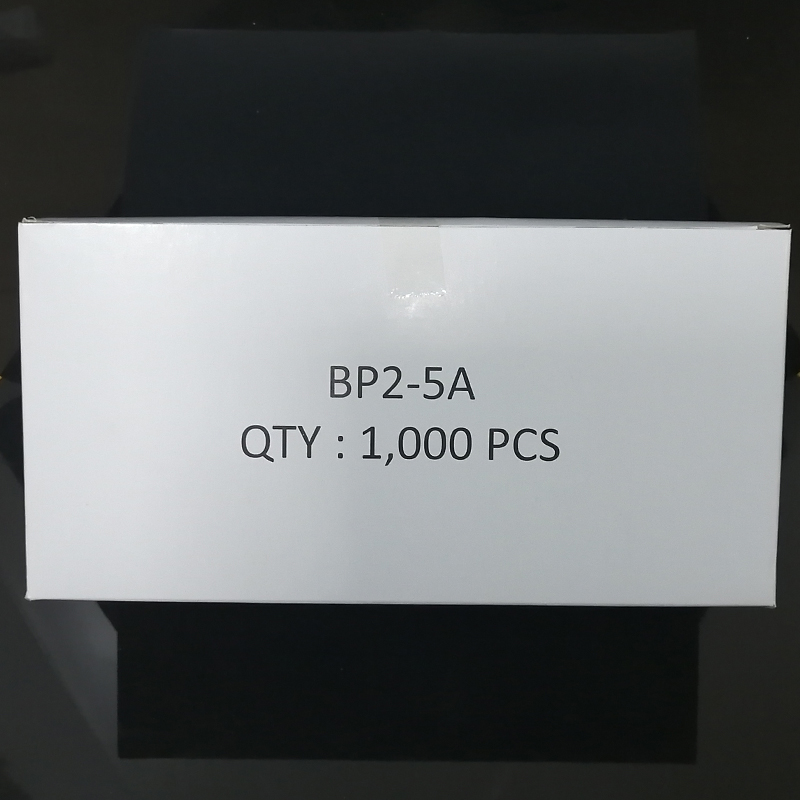 BP2-5A
QTY : 1,000 PCS